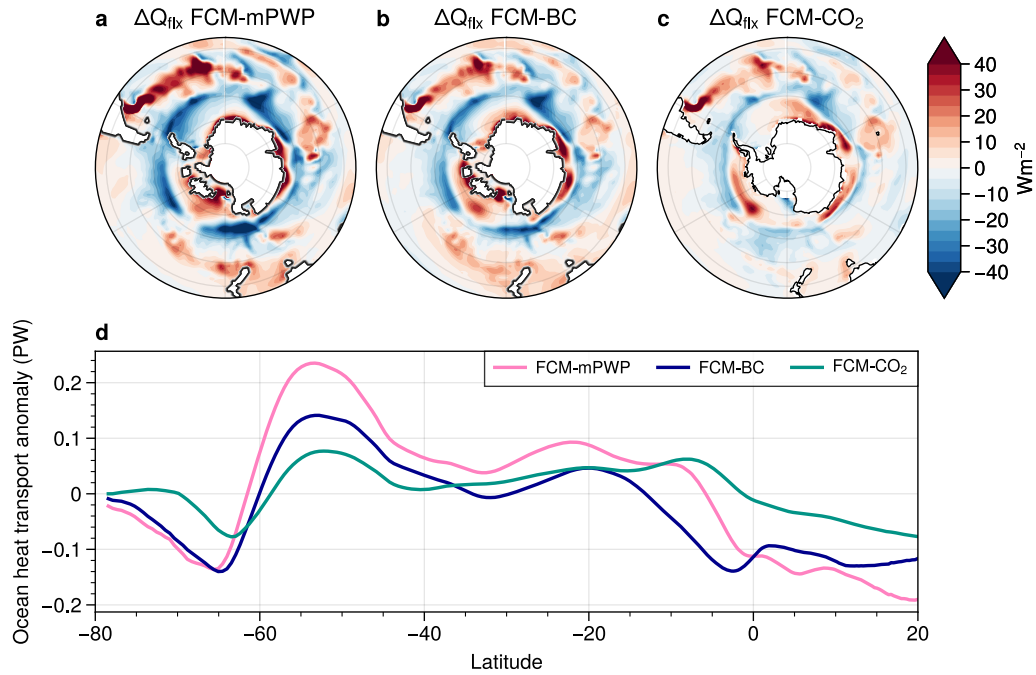 a ΔQflx FCM-mPWP
b ΔQflx FCM-BC
c ΔQflx FCM-CO₂
40
30
20
10
0
−10
−20
−30
−40
Wm⁻²
d
Ocean heat transport anomaly (PW)
0.2
0.1
0
−0.1
−0.2
FCM-mPWP
FCM-BC
FCM-CO₂
−80
−60
−40
−20
0
20
Latitude